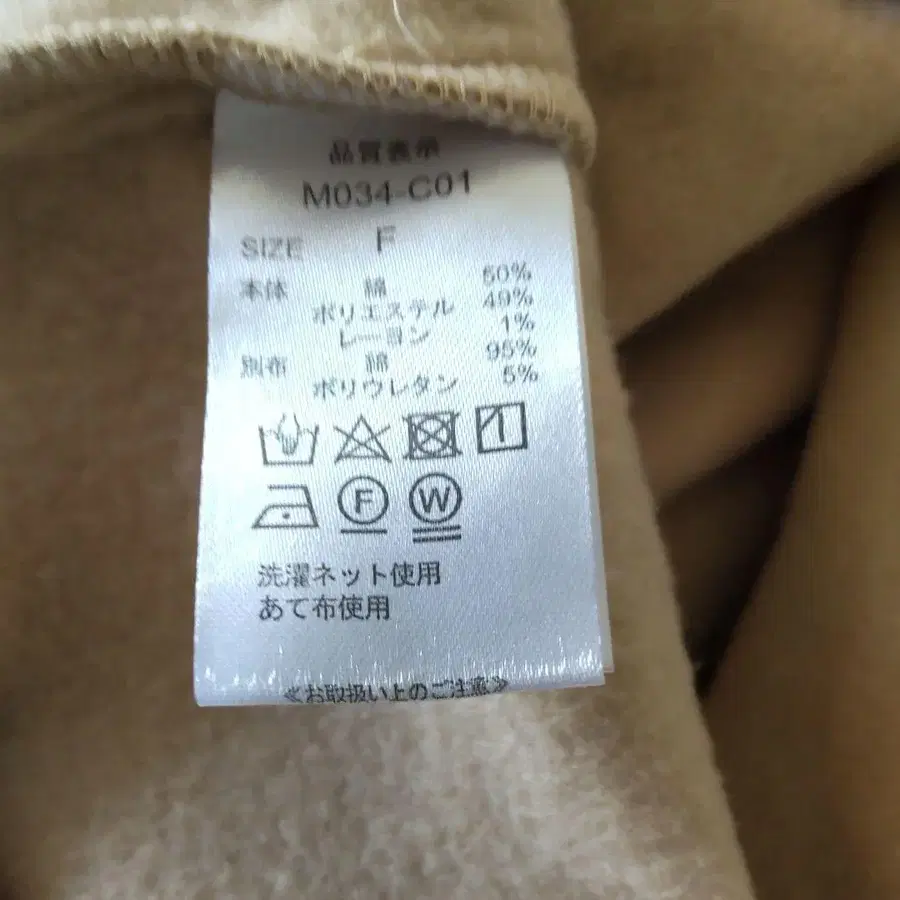 品質表示
M034-C01
SIZE F
本体 綿 50%
ポリエステル 49%
レーヨン 1%
別布 綿 95%
ポリウレタン 5%
F W
洗濯ネット使用
あて布使用
≪お取扱い上のご注意≫